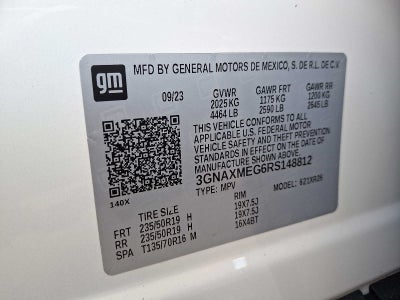 gm MFD BY GENERAL MOTORS DE MEXICO, S. DE R.L. DE C.V.
09/23 GVWR GAWR FRT GAWR RR
2025 KG 1175 KG 1200 KG
4464 LB 2590 LB 2645 LB
THIS VEHICLE CONFORMS TO ALL APPLICABLE
U.S. FEDERAL MOTOR
VEHICLE SAFETY AND THEFT PREVENTION
STANDARDS IN EFFECT ON THE DATE OF
MANUFACTURE SHOWN ABOVE.
3GNAXMEG6RS148812
TYPE: MPV MODEL: 621XR26
140X
TIRE SIZE RIM
FRT 235/50R19 H 19X7.5J
RR 235/50R19 H 19X7.5J
SPA T135/70R16 M 16X4BT